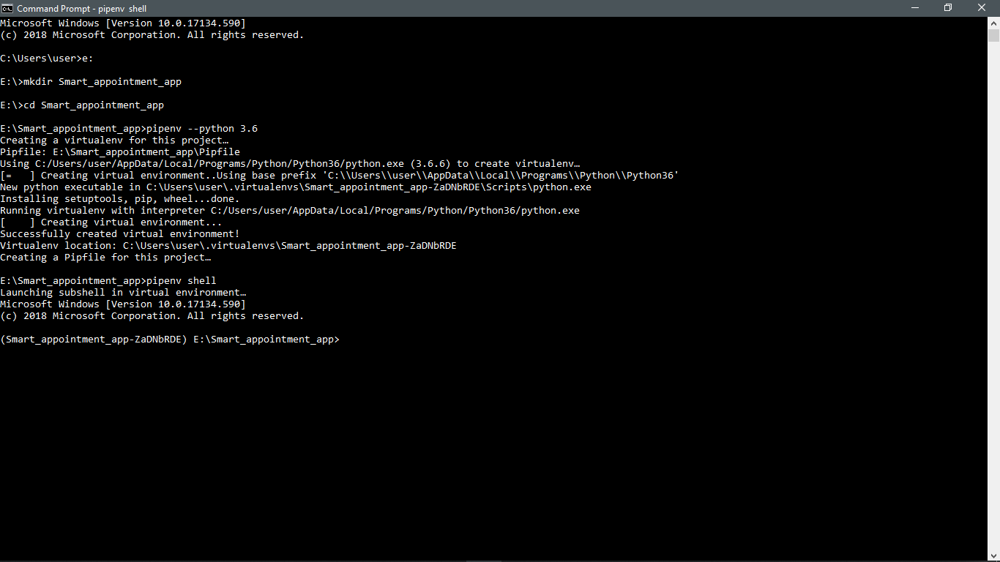 Command Prompt - pipenv  shell
Microsoft Windows [Version 10.0.17134.590]
(c) 2018 Microsoft Corporation. All rights reserved.
C:\Users\user>e:
E:\>mkdir Smart_appointment_app
E:\>cd Smart_appointment_app
E:\Smart_appointment_app>pipenv --python 3.6
Creating a virtualenv for this project…
Pipfile: E:\Smart_appointment_app\Pipfile
Using C:/Users/user/AppData/Local/Programs/Python/Python36/python.exe (3.6.6) to create virtualenv…
[=   ] Creating virtual environment..Using base prefix 'C:\\Users\\user\\AppData\\Local\\Programs\\Python\\Python36'
New python executable in C:\Users\user\.virtualenvs\Smart_appointment_app-ZaDNbRDE\Scripts\python.exe
Installing setuptools, pip, wheel...done.
Running virtualenv with interpreter C:/Users/user/AppData/Local/Programs/Python/Python36/python.exe
[    ] Creating virtual environment...
Successfully created virtual environment!
Virtualenv location: C:\Users\user\.virtualenvs\Smart_appointment_app-ZaDNbRDE
Creating a Pipfile for this project…
E:\Smart_appointment_app>pipenv shell
Launching subshell in virtual environment…
Microsoft Windows [Version 10.0.17134.590]
(c) 2018 Microsoft Corporation. All rights reserved.
(Smart_appointment_app-ZaDNbRDE) E:\Smart_appointment_app>